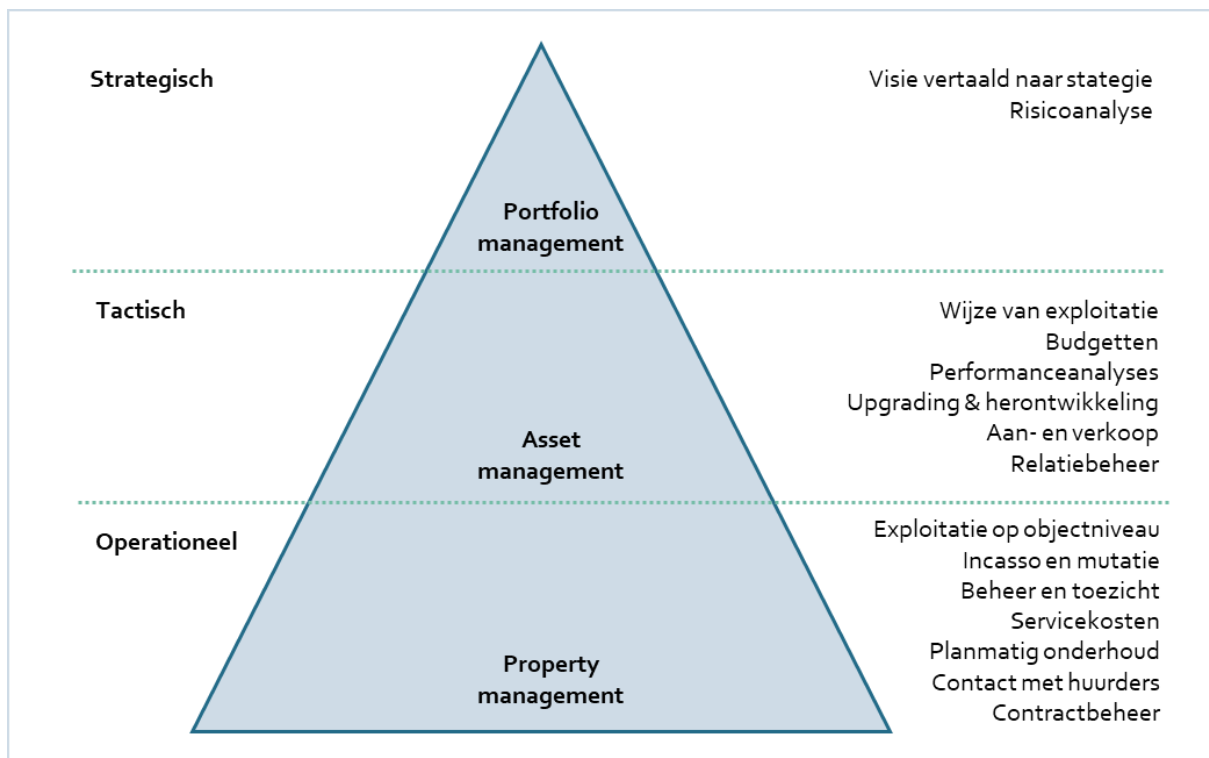 Strategisch
Visie vertaald naar stategie
Risicoanalyse
Portfolio
management
Tactisch
Wijze van exploitatie
Budgetten
Performanceanalyses
Upgrading & herontwikkeling
Aan- en verkoop
Relatiebeheer
Asset
management
Operationeel
Exploitatie op objectniveau
Incasso en mutatie
Beheer en toezicht
Servicekosten
Planmatig onderhoud
Contact met huurders
Contractbeheer
Property
management